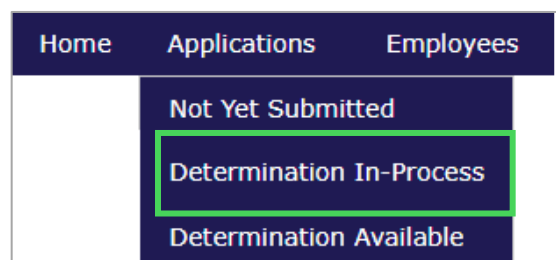 Home Applications Employees
Not Yet Submitted
Determination In-Process
Determination Available